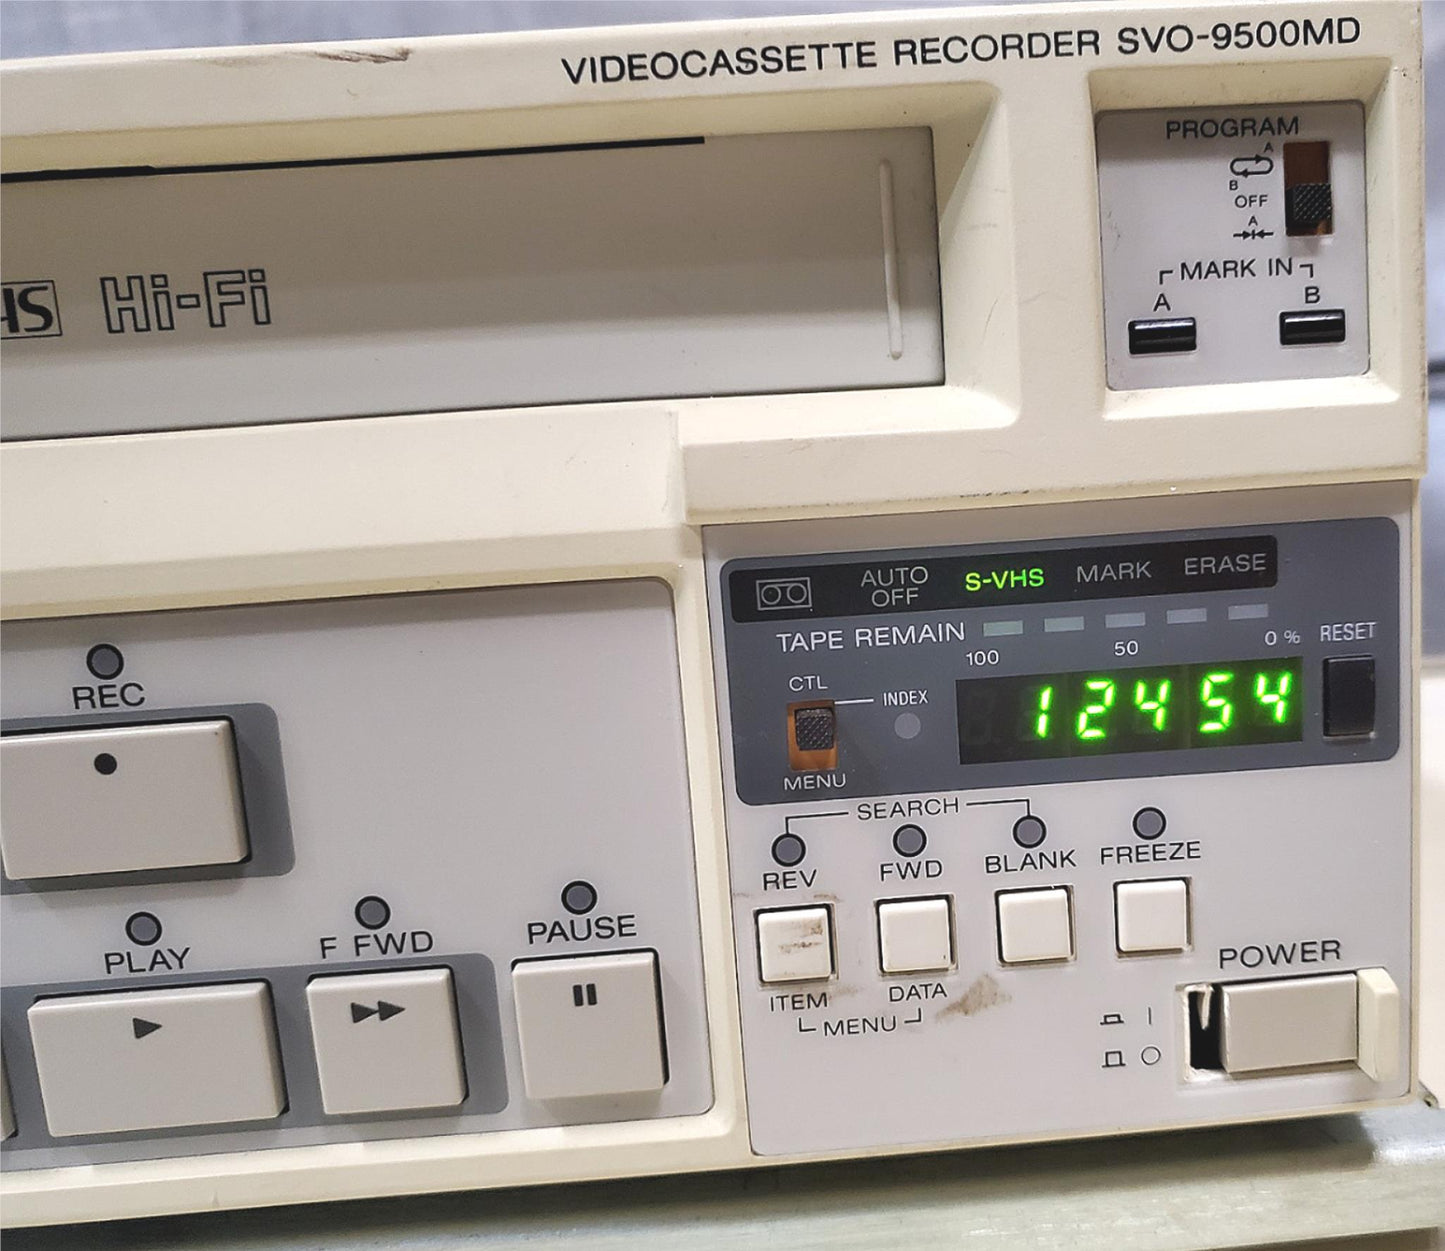 VIDEOCASSETTE RECORDER SVO-9500MD
PROGRAM
A
B
OFF
A
MARK IN
A B
HS Hi-Fi
AUTO OFF S-VHS MARK ERASE
TAPE REMAIN
100 50 0 %
RESET
CTL
INDEX
12454
MENU
SEARCH
REV FWD BLANK FREEZE
REC
PLAY F FWD PAUSE
ITEM DATA
MENU
POWER